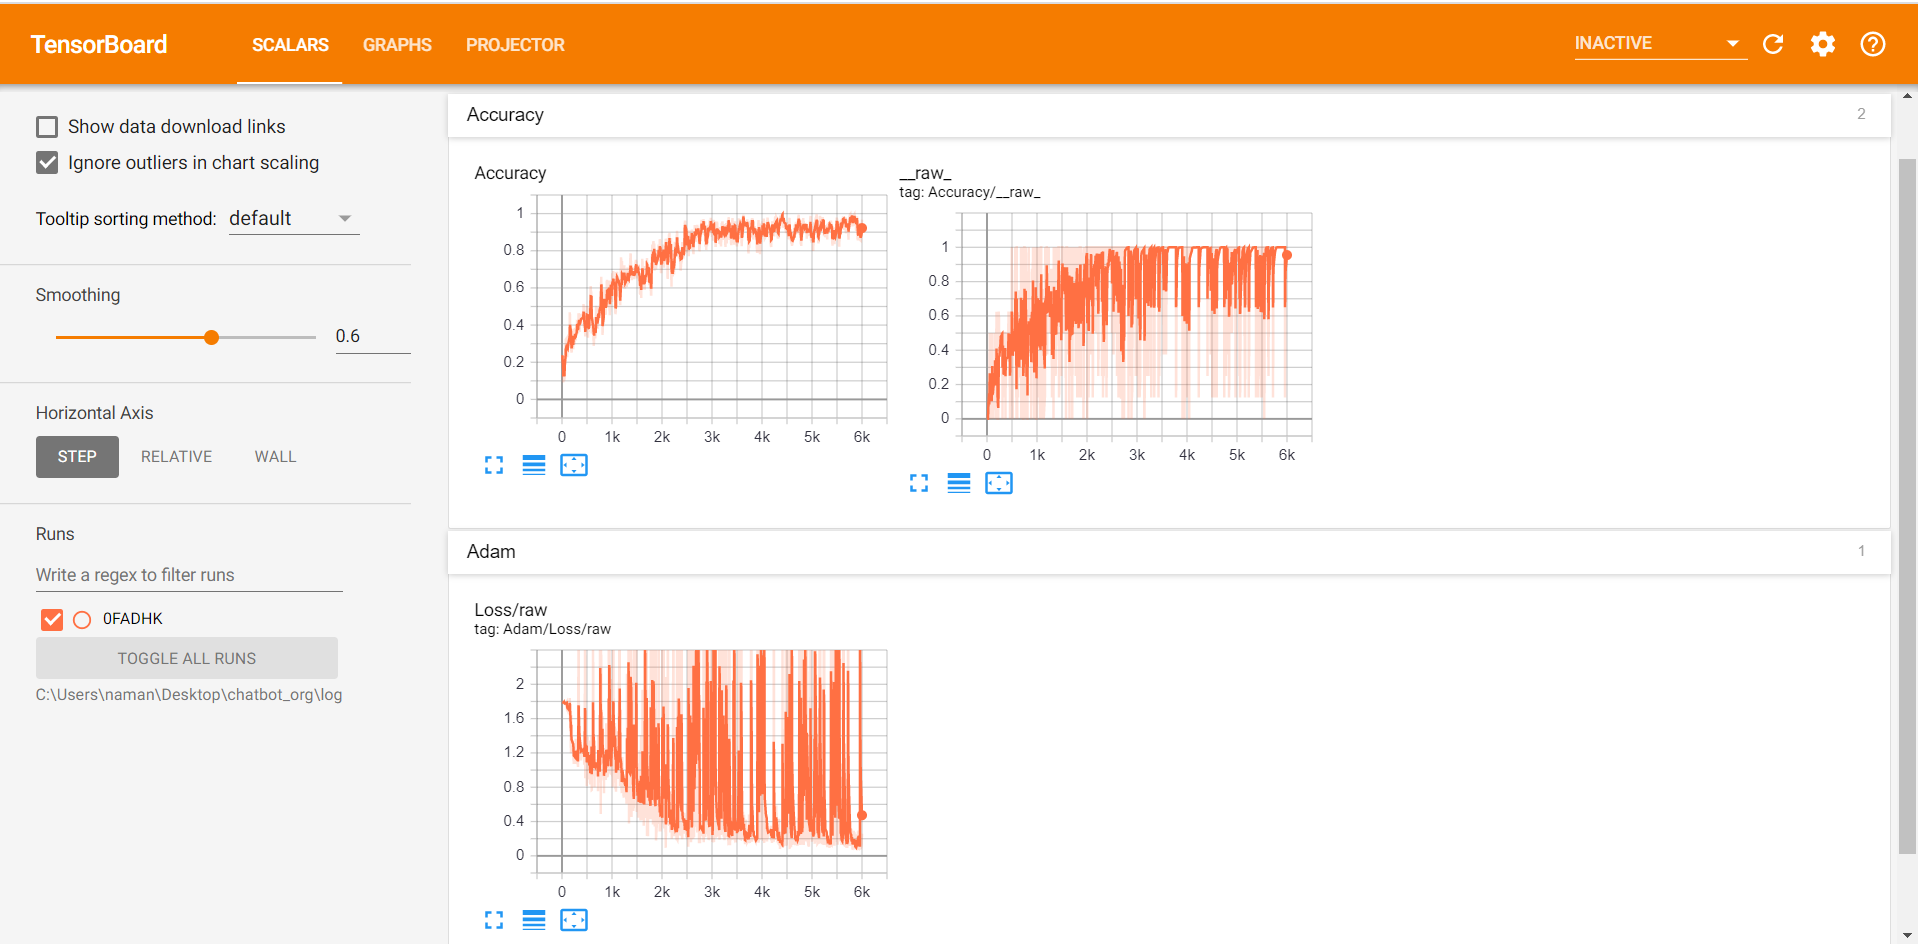 TensorBoard SCALARS GRAPHS PROJECTOR INACTIVE
Show data download links
Ignore outliers in chart scaling
Tooltip sorting method: default
Smoothing
0.6
Horizontal Axis
STEP RELATIVE WALL
Runs
Write a regex to filter runs
0FADHK
TOGGLE ALL RUNS
C:\Users\naman\Desktop\chatbot_org\log
Accuracy 2
Accuracy
1
0.8
0.6
0.4
0.2
0
0 1k 2k 3k 4k 5k 6k
__raw_
tag: Accuracy/__raw_
1
0.8
0.6
0.4
0.2
0
0 1k 2k 3k 4k 5k 6k
Adam 1
Loss/raw
tag: Adam/Loss/raw
2
1.6
1.2
0.8
0.4
0
0 1k 2k 3k 4k 5k 6k